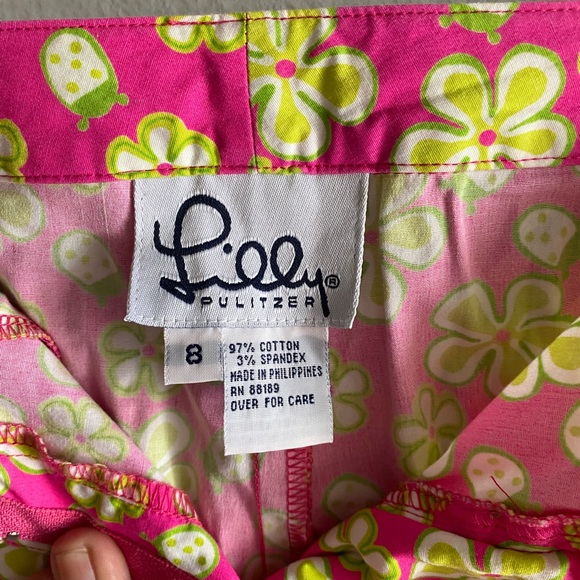 Lilly®
PULITZER
8
97% COTTON
3% SPANDEX
MADE IN PHILIPPINES
RN 88189
OVER FOR CARE